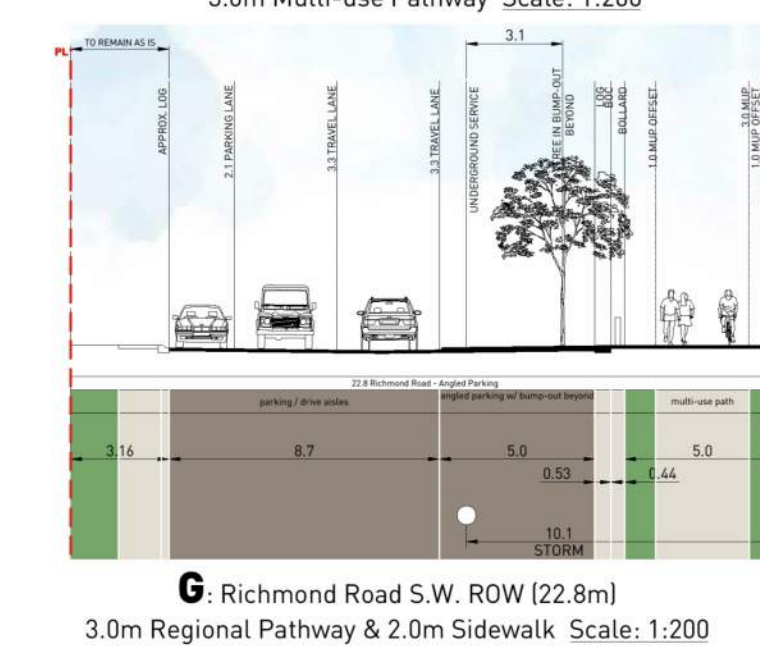 3.0m Multi-use Pathway Scale: 1:200
PL
TO REMAIN AS IS
3.1
APPROX. LOG
2.1 PARKING LANE
3.3 TRAVEL LANE
3.3 TRAVEL LANE
UNDERGROUND SERVICE
TREE IN BUMP-OUT
BEYOND
LOG
BOC
BOLLARD
1.0 MUP OFFSET
3.0 MUP
1.0 MUP OFFSET
22.8 Richmond Road - Angled Parking
parking / drive aisles
angled parking w/ bump-out beyond
multi-use path
3.16
8.7
5.0
5.0
0.53
0.44
10.1
STORM
G: Richmond Road S.W. ROW (22.8m)
3.0m Regional Pathway & 2.0m Sidewalk Scale: 1:200